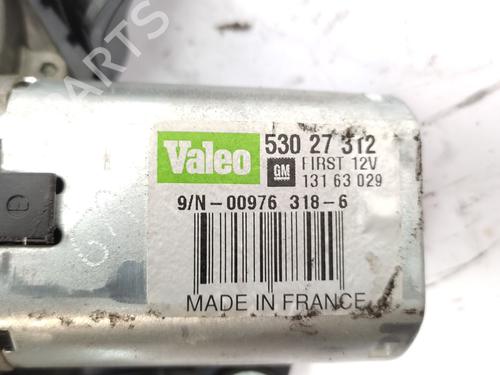 Valeo 530 27 312
GM FIRST 12V
131 63 029
9/N-00976 318-6
MADE IN FRANCE